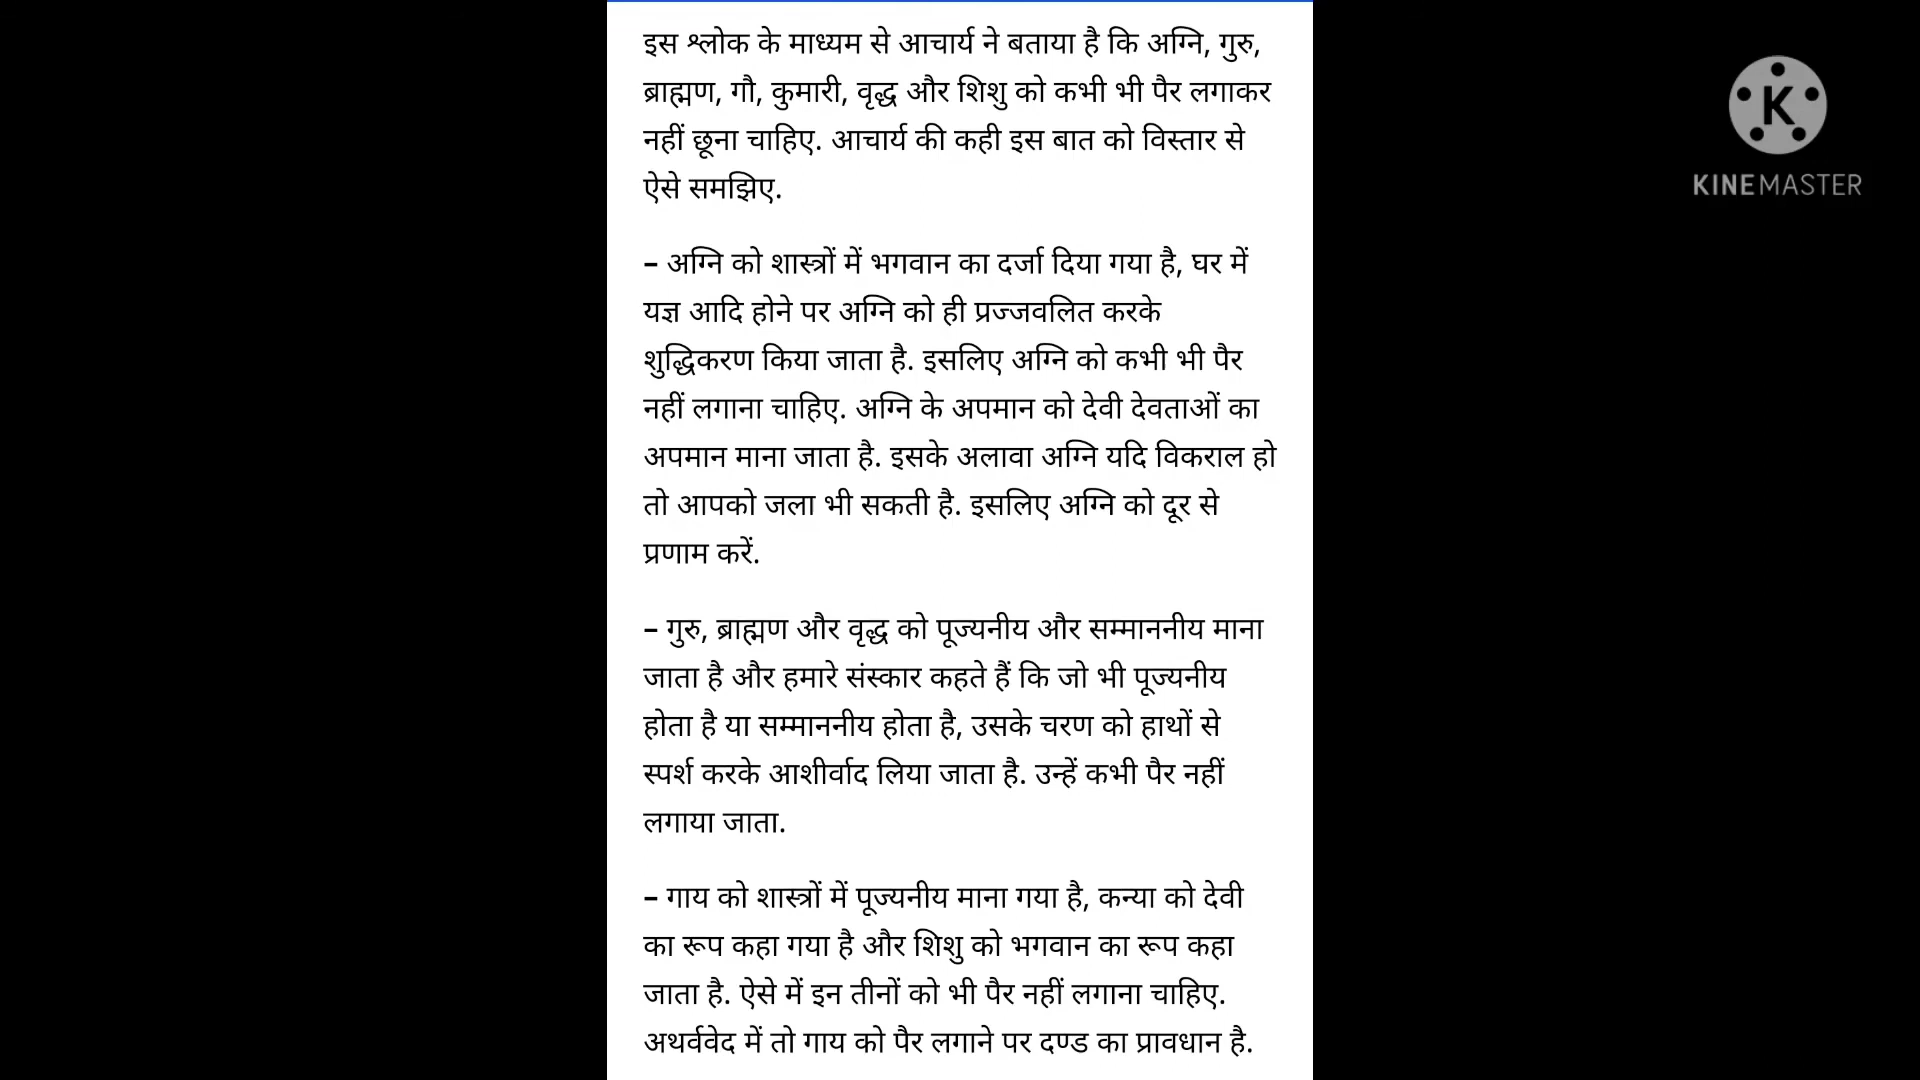 इस श्लोक के माध्यम से आचार्य ने बताया है कि अग्नि, गुरु,
ब्राह्मण, गौ, कुमारी, वृद्ध और शिशु को कभी भी पैर लगाकर
नहीं छूना चाहिए. आचार्य की कही इस बात को विस्तार से
ऐसे समझिए.
– अग्नि को शास्त्रों में भगवान का दर्जा दिया गया है, घर में
यज्ञ आदि होने पर अग्नि को ही प्रज्जवलित करके
शुद्धिकरण किया जाता है. इसलिए अग्नि को कभी भी पैर
नहीं लगाना चाहिए. अग्नि के अपमान को देवी देवताओं का
अपमान माना जाता है. इसके अलावा अग्नि यदि विकराल हो
तो आपको जला भी सकती है. इसलिए अग्नि को दूर से
प्रणाम करें.
– गुरु, ब्राह्मण और वृद्ध को पूज्यनीय और सम्माननीय माना
जाता है और हमारे संस्कार कहते हैं कि जो भी पूज्यनीय
होता है या सम्माननीय होता है, उसके चरण को हाथों से
स्पर्श करके आशीर्वाद लिया जाता है. उन्हें कभी पैर नहीं
लगाया जाता.
– गाय को शास्त्रों में पूज्यनीय माना गया है, कन्या को देवी
का रूप कहा गया है और शिशु को भगवान का रूप कहा
जाता है. ऐसे में इन तीनों को भी पैर नहीं लगाना चाहिए.
अथर्ववेद में तो गाय को पैर लगाने पर दण्ड का प्रावधान है.
K
KINEMASTER